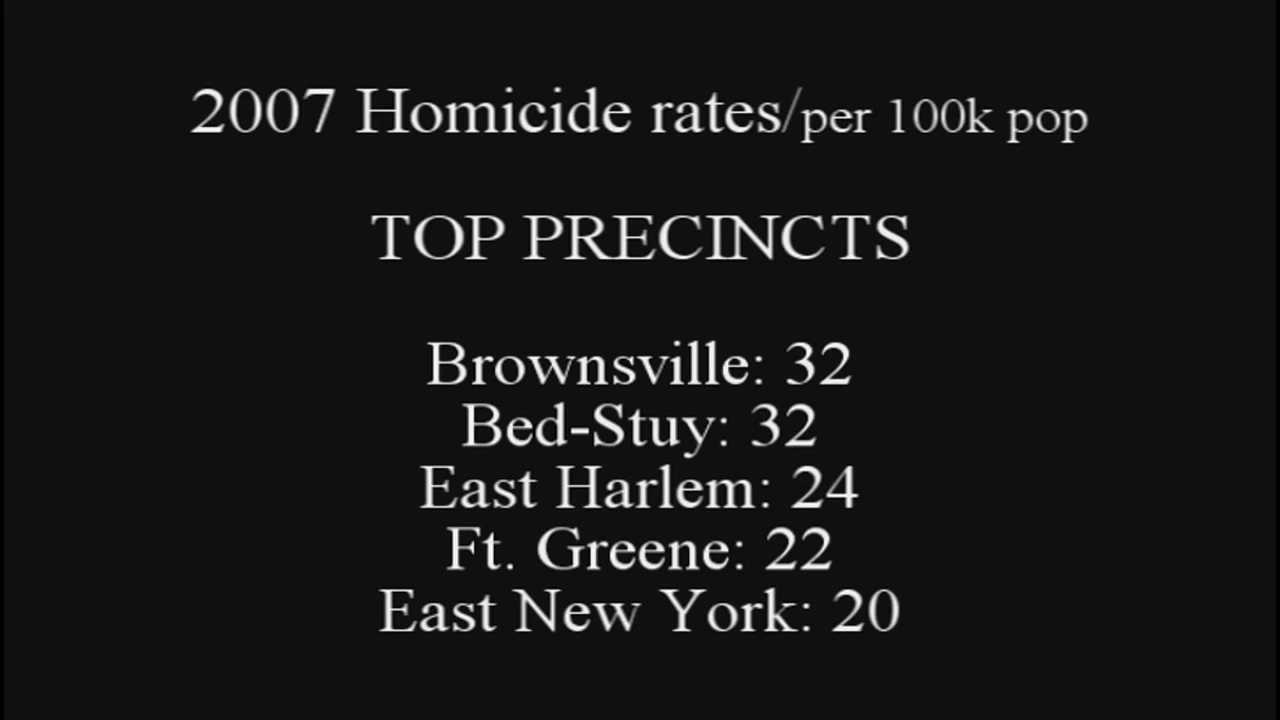 2007 Homicide rates/per 100k pop
TOP PRECINCTS
Brownsville: 32
Bed-Stuy: 32
East Harlem: 24
Ft. Greene: 22
East New York: 20